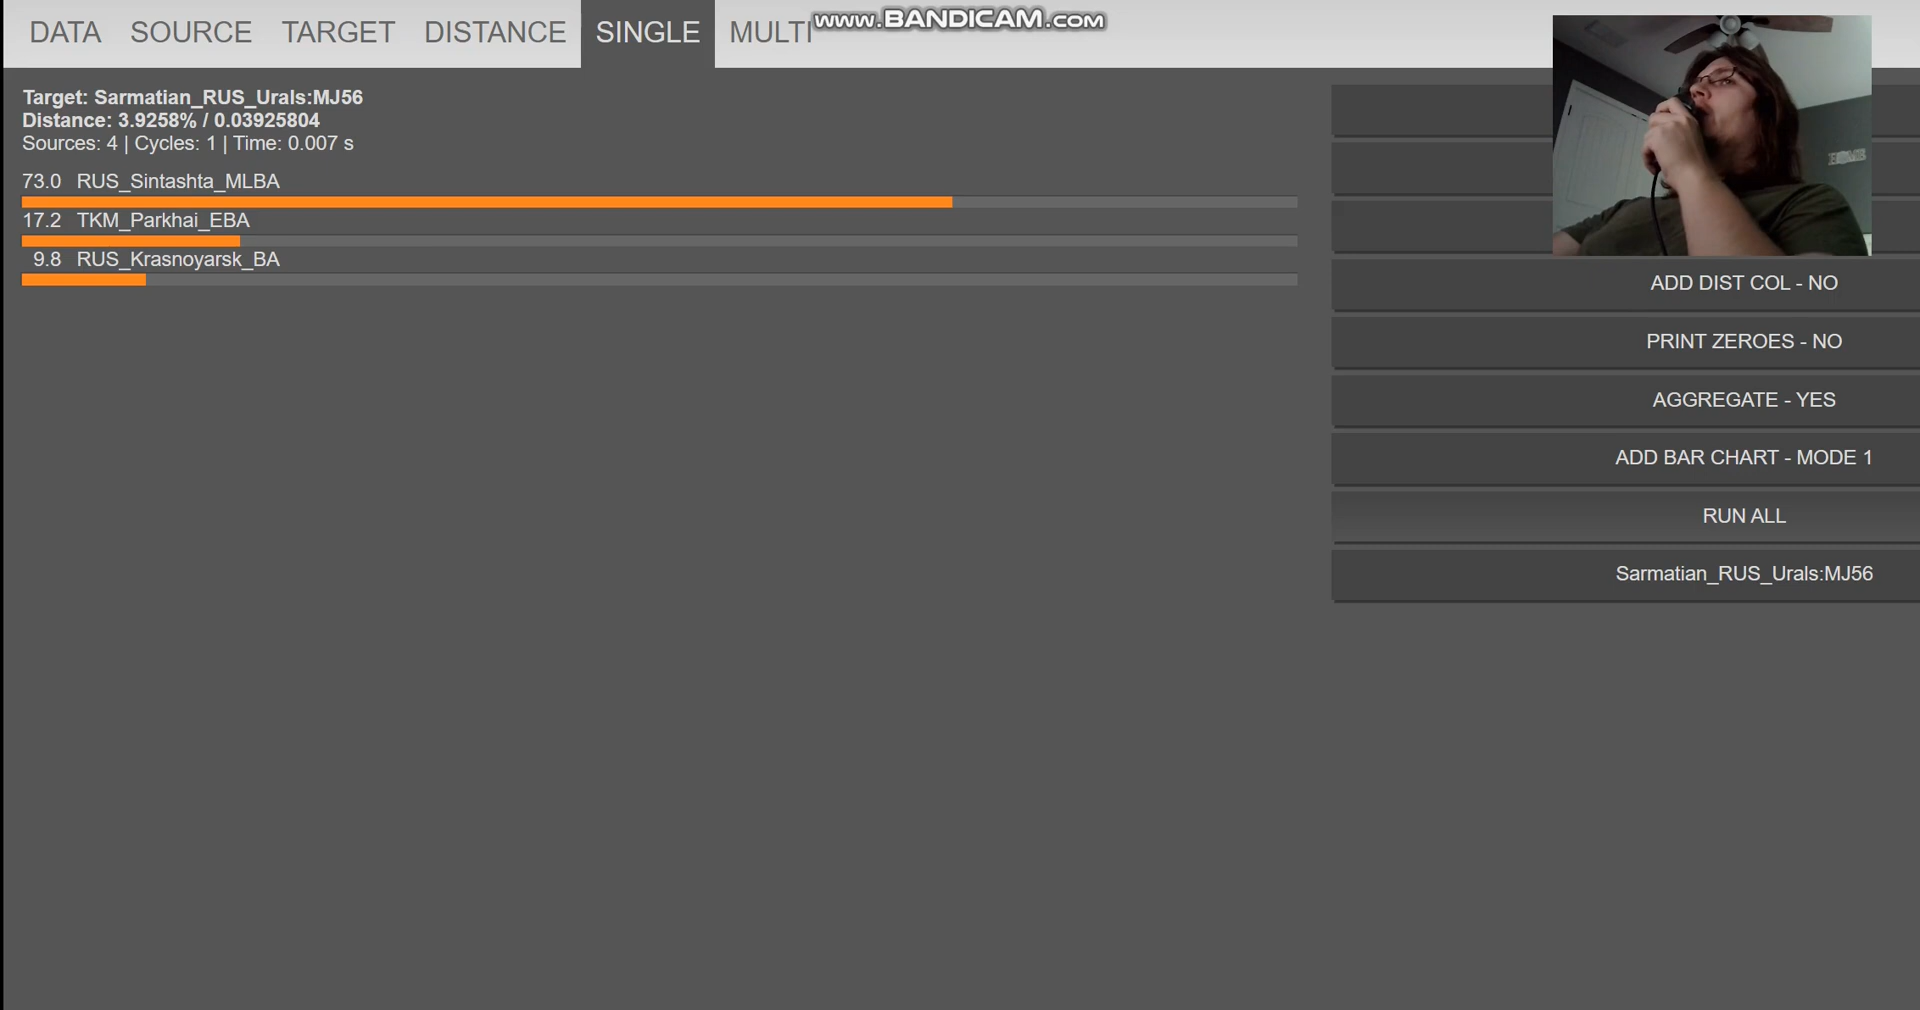 DATA SOURCE TARGET DISTANCE SINGLE MULTI
www.BANDICAM.com
Target: Sarmatian_RUS_Urals:MJ56
Distance: 3.9258% / 0.03925804
Sources: 4 | Cycles: 1 | Time: 0.007 s
73.0 RUS_Sintashta_MLBA
17.2 TKM_Parkhai_EBA
9.8 RUS_Krasnoyarsk_BA
ADD DIST COL - NO
PRINT ZEROES - NO
AGGREGATE - YES
ADD BAR CHART - MODE 1
RUN ALL
Sarmatian_RUS_Urals:MJ56